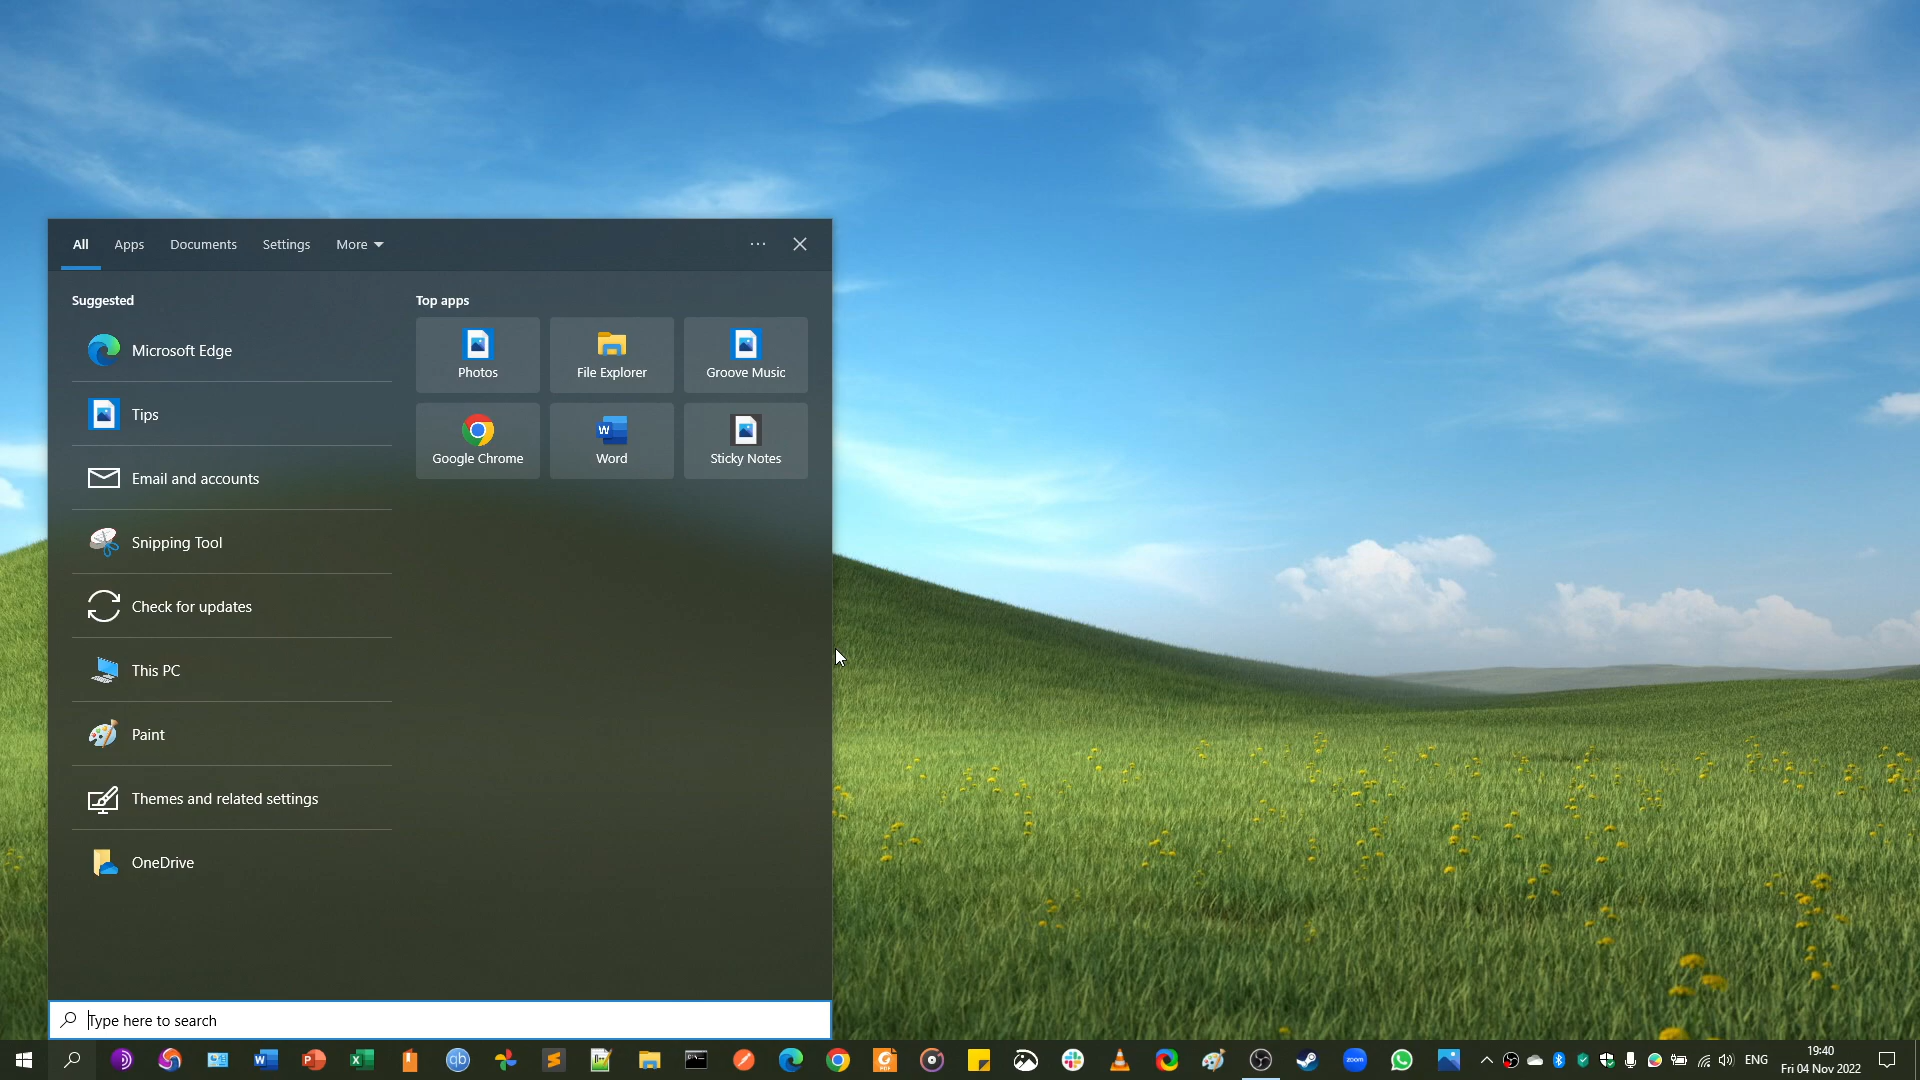 All Apps Documents Settings More
Suggested
Microsoft Edge
Tips
Email and accounts
Snipping Tool
Check for updates
This PC
Paint
Themes and related settings
OneDrive
Top apps
Photos File Explorer Groove Music
Google Chrome Word Sticky Notes
Type here to search
ENG
19:40
Fri 04 Nov 2022